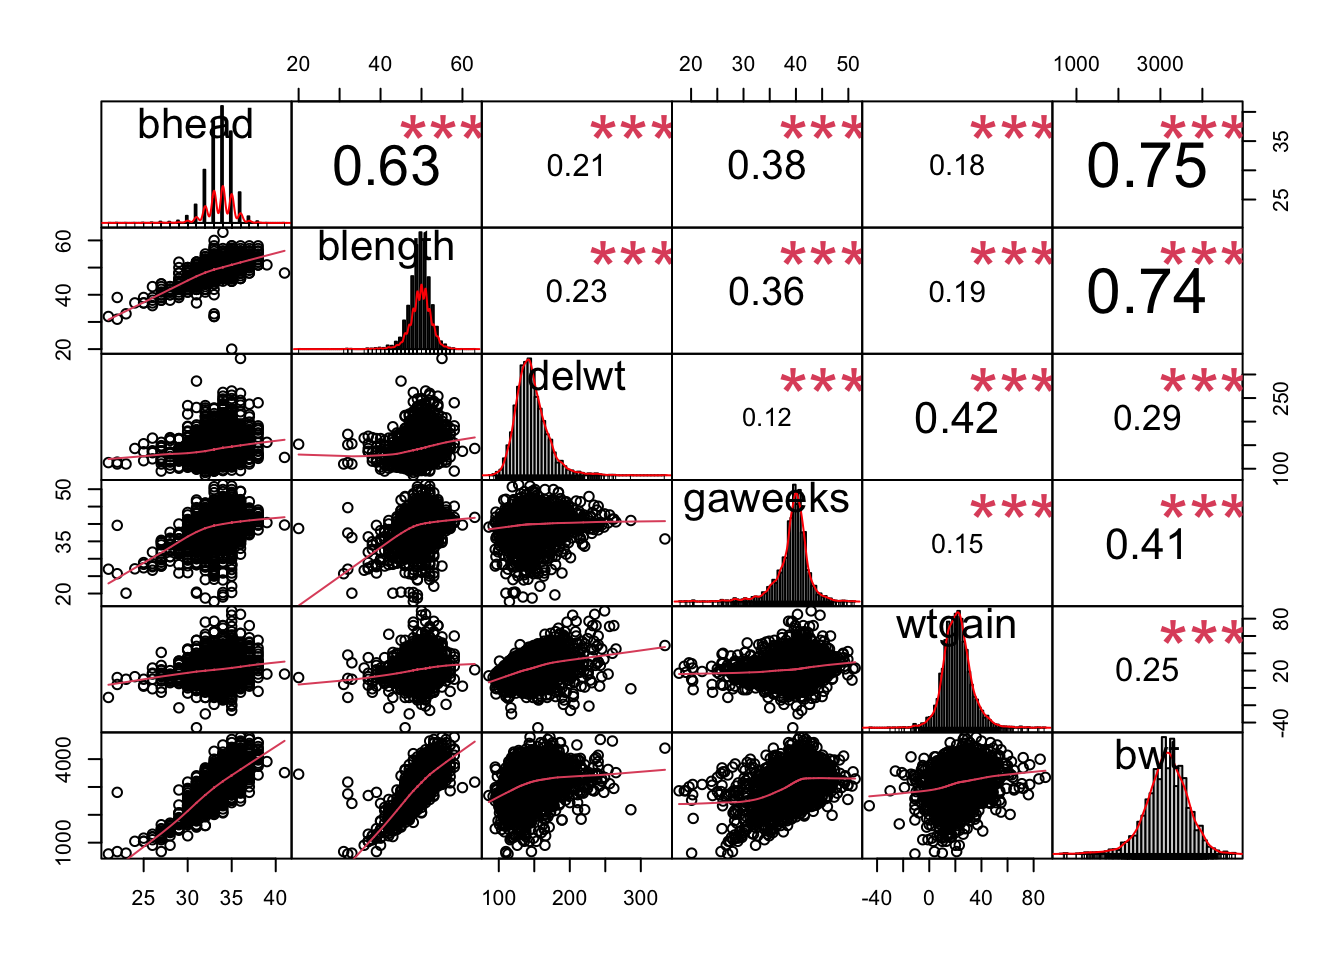 20 40 60 20 30 40 50 1000 3000
bhead *** *** *** *** ***
0.63 0.21 0.38 0.18 0.75
25 35
blength *** *** *** ***
0.23 0.36 0.19 0.74
20 40 60
delwt *** *** ***
0.12 0.42 0.29
100 250
gaweeks *** ***
0.15 0.41
20 35 50
wtgain ***
0.25
-40 20 80
bwt
1000 4000
25 30 35 40 100 200 300 -40 0 40 80